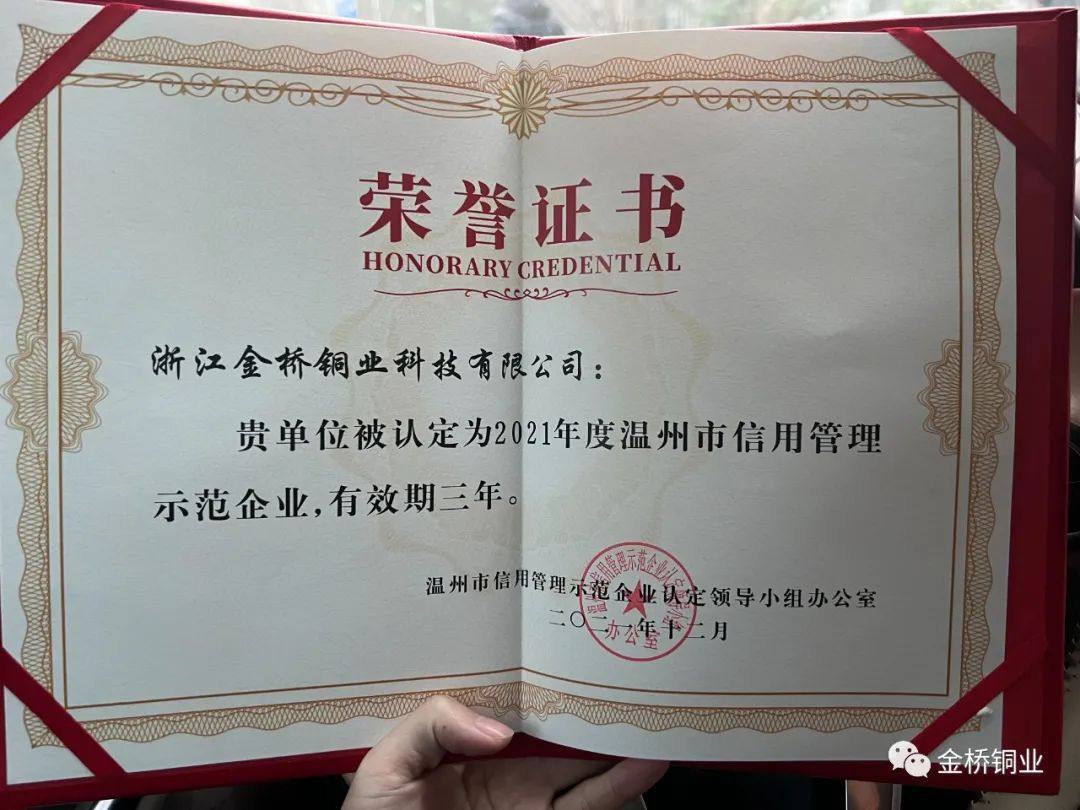 荣誉证书
HONORARY CREDENTIAL
浙江金桥铜业科技有限公司：
贵单位被认定为2021年度温州市信用管理
示范企业,有效期三年。
温州市信用管理示范企业认定领导小组办公室
二〇二一年十二月
办公室
金桥铜业